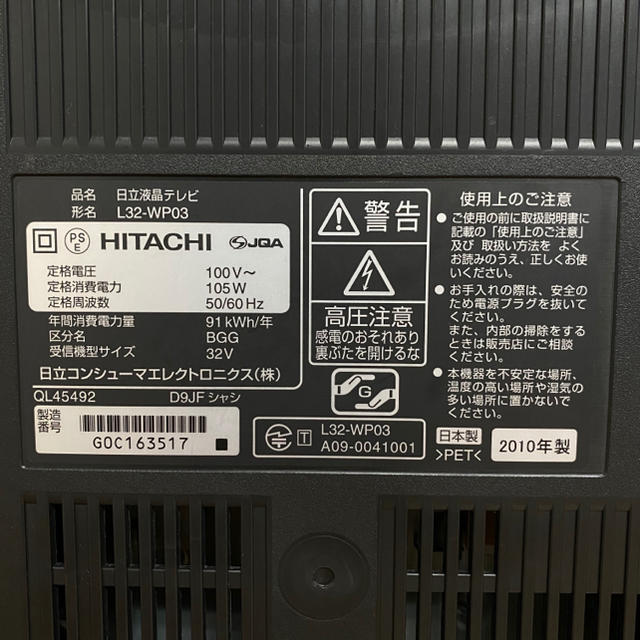 品名 日立液晶テレビ
形名 L32-WP03
PS E HITACHI JQA
定格電圧 100V～
定格消費電力 105W
定格周波数 50/60Hz
年間消費電力量 91kWh/年
区分名 BGG
受信機型サイズ 32V
日立コンシューマエレクトロニクス(株)
QL45492 D9JFシャシ
製造番号 G0C163517
警告
高圧注意
感電のおそれあり
裏ぶたを開けるな
G
T L32-WP03
A09-0041001
使用上のご注意
●ご使用の前に取扱説明書に
記載の「使用上のご注意」
及び 取扱い方法を よく
お読みのうえ、正しくお使
いください。
●お手入れの際は、安全の
ため電源プラグを抜いて
ください。
また、内部の掃除をする
ときは販売店にご相談
ください。
●本機器を不安定な場所、
温度の高い場所や湿気の
多い場所に置かないで
ください。
日本製
>PET<
2010年製